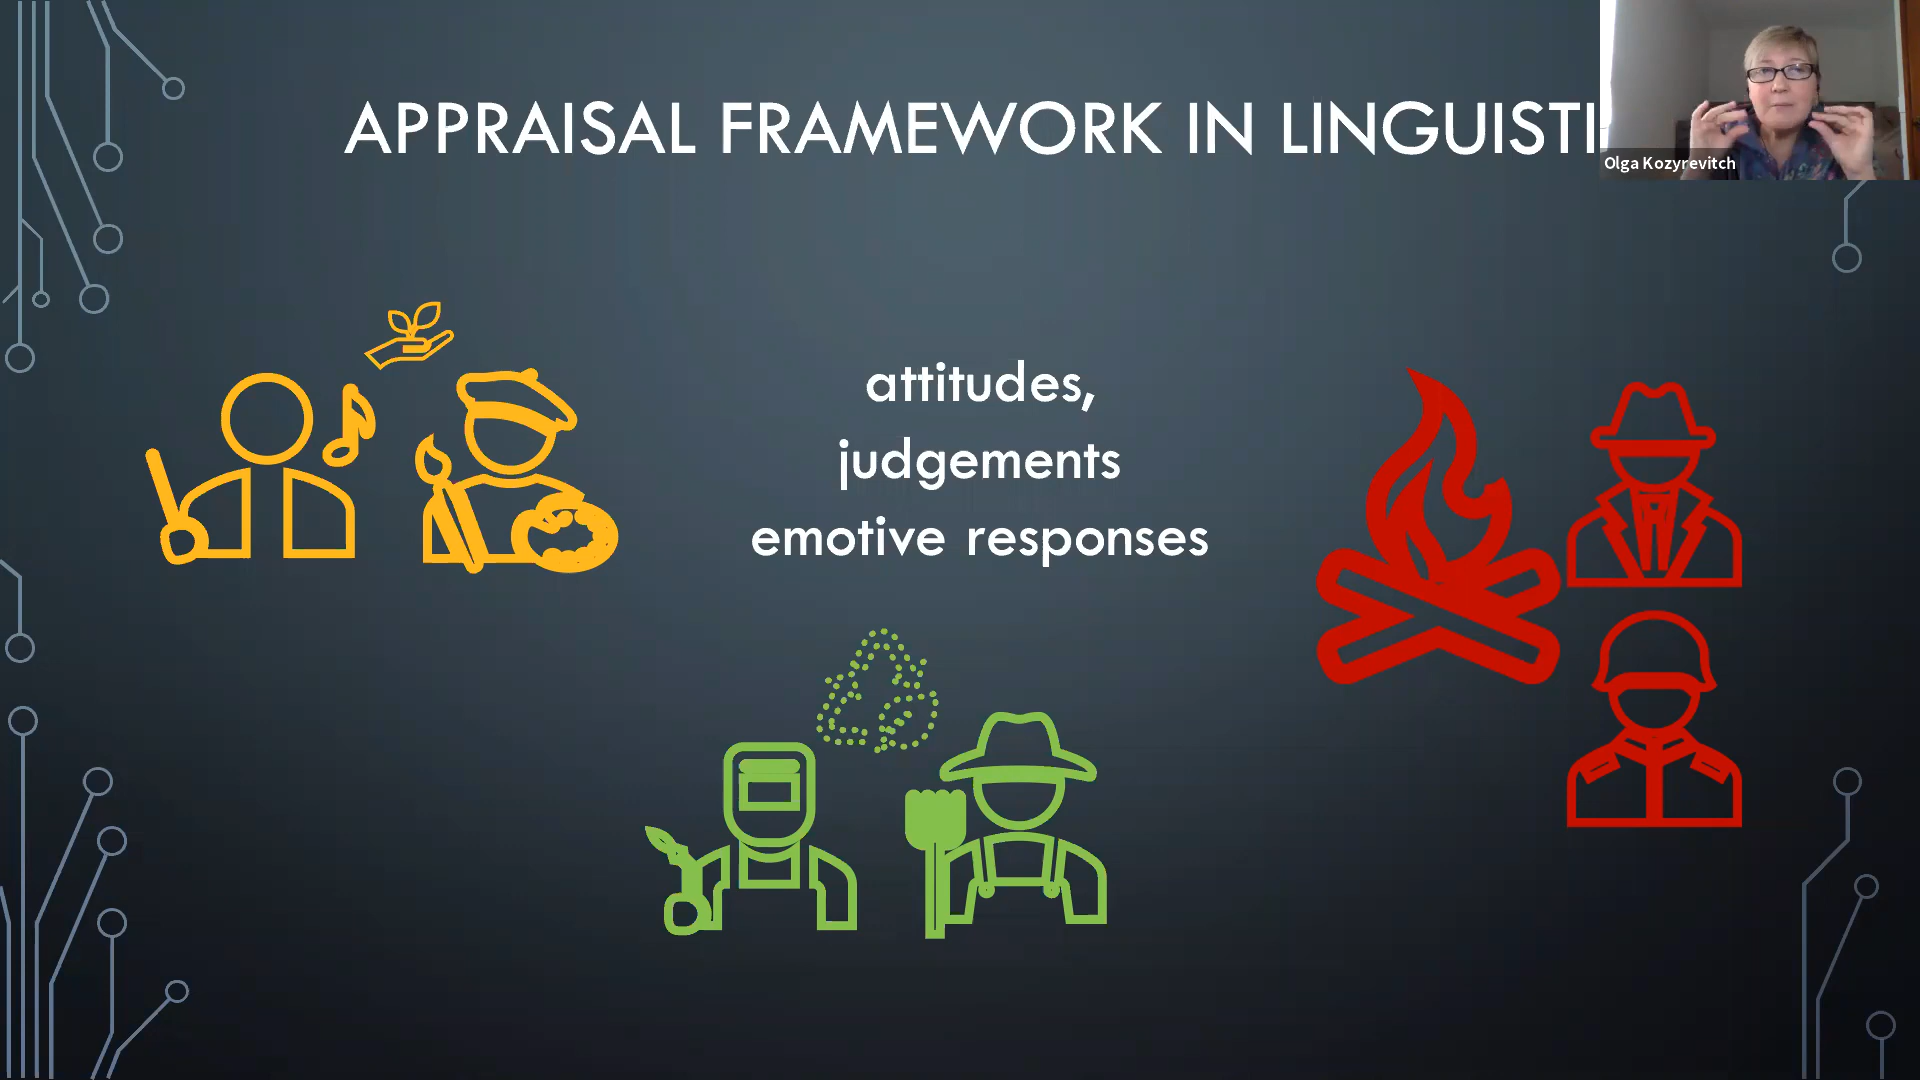 APPRAISAL FRAMEWORK IN LINGUISTI
Olga Kozyrevitch
attitudes,
judgements
emotive responses